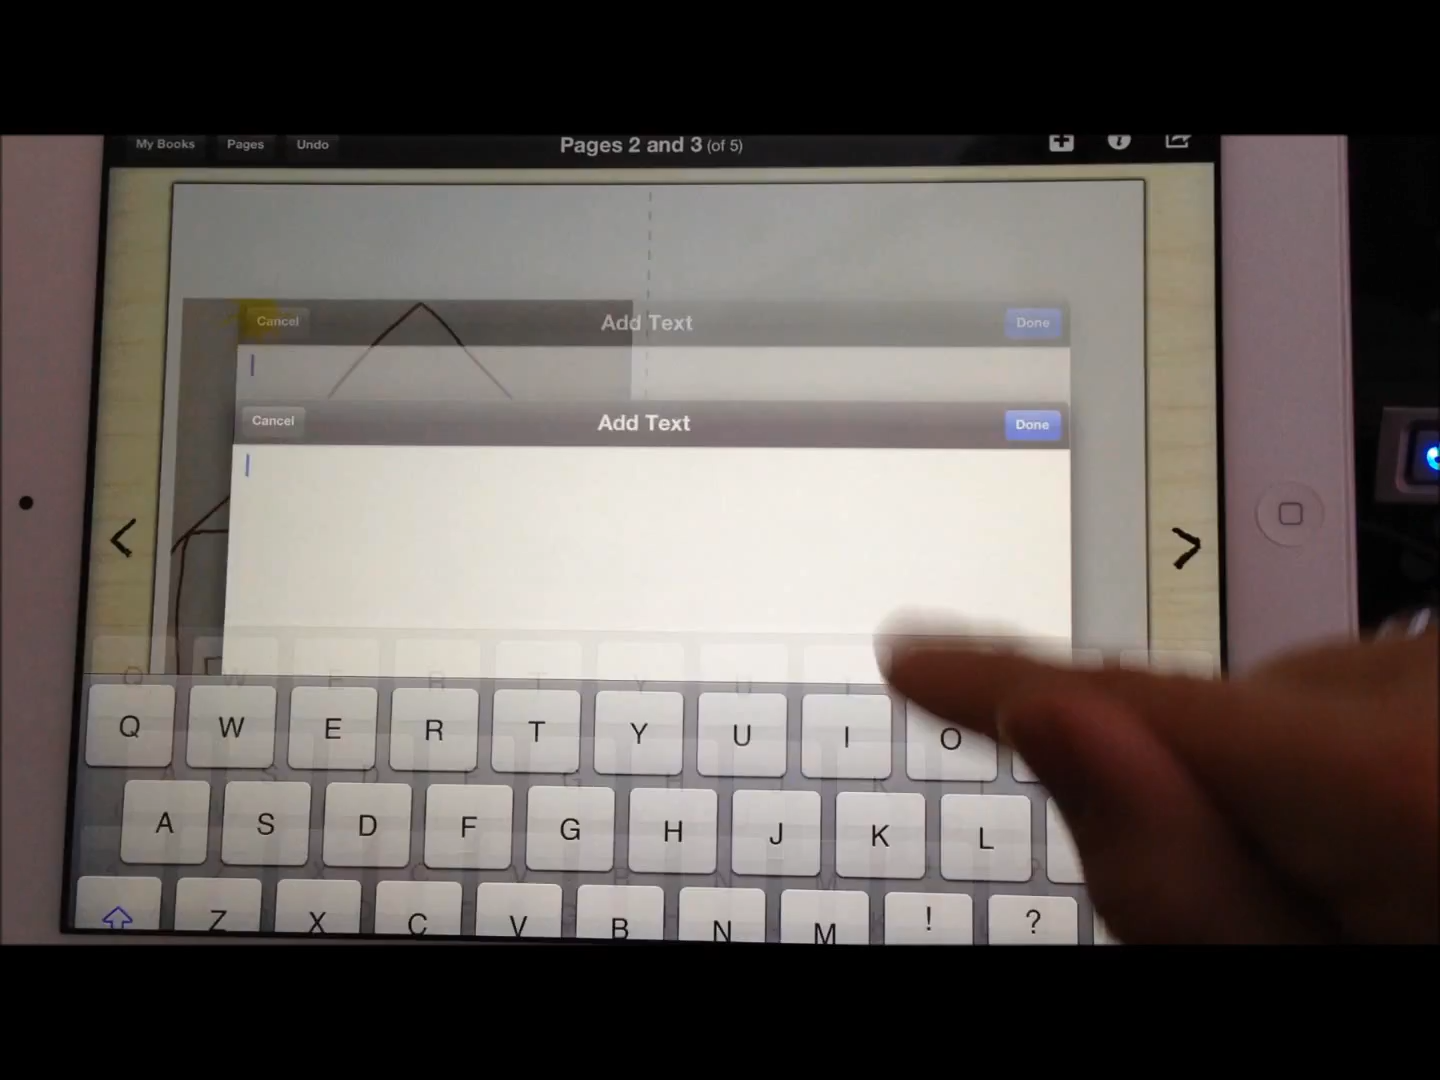 My Books Pages Undo Pages 2 and 3 (of 5)
Cancel Add Text Done
Cancel Add Text Done
Q W E R T Y U I O
A S D F G H J K L
Z X C V B N M ! ?